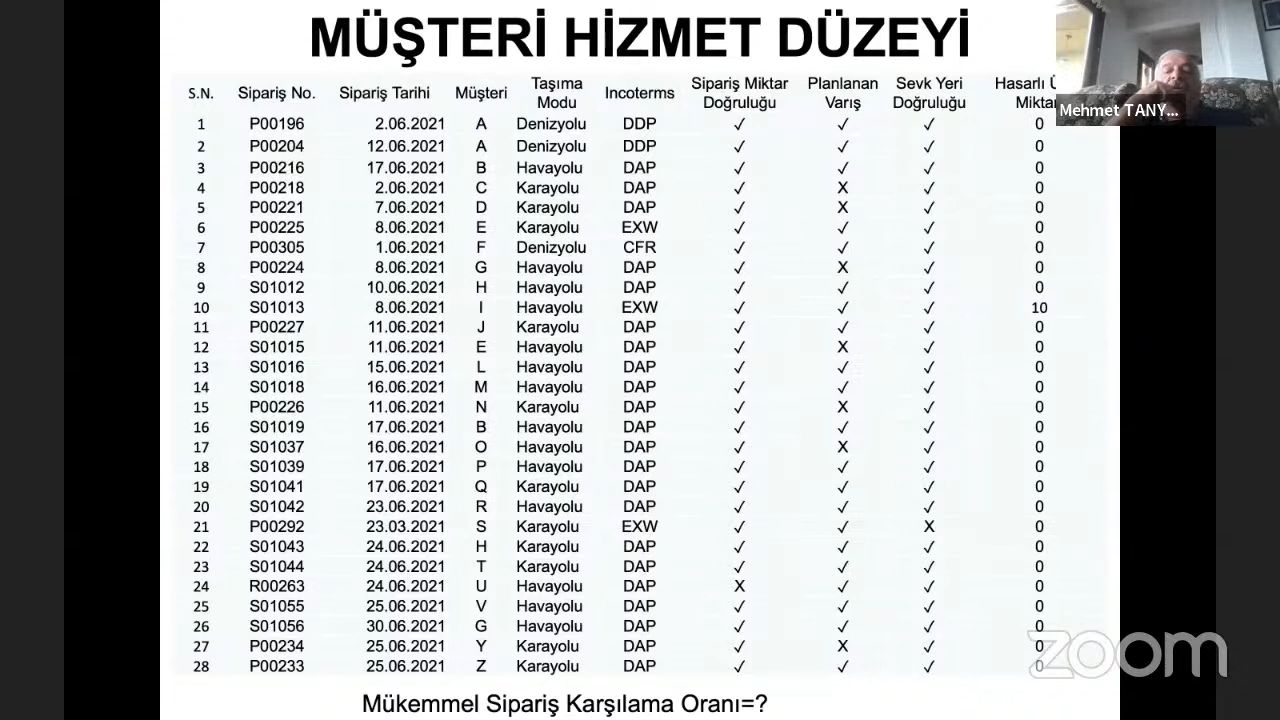 MÜŞTERİ HİZMET DÜZEYİ
S.N. Sipariş No. Sipariş Tarihi Müşteri Taşıma Modu Incoterms Sipariş Miktar Doğruluğu Planlanan Varış Sevk Yeri Doğruluğu Hasarlı Ü Miktar
1 P00196 2.06.2021 A Denizyolu DDP ✓ ✓ ✓ 0
2 P00204 12.06.2021 A Denizyolu DDP ✓ ✓ ✓ 0
3 P00216 17.06.2021 B Havayolu DAP ✓ ✓ ✓ 0
4 P00218 2.06.2021 C Karayolu DAP ✓ X ✓ 0
5 P00221 7.06.2021 D Karayolu DAP ✓ X ✓ 0
6 P00225 8.06.2021 E Karayolu EXW ✓ ✓ ✓ 0
7 P00305 1.06.2021 F Denizyolu CFR ✓ ✓ ✓ 0
8 P00224 8.06.2021 G Havayolu DAP ✓ X ✓ 0
9 S01012 10.06.2021 H Havayolu DAP ✓ ✓ ✓ 0
10 S01013 8.06.2021 I Havayolu EXW ✓ ✓ ✓ 10
11 P00227 11.06.2021 J Karayolu DAP ✓ ✓ ✓ 0
12 S01015 11.06.2021 E Havayolu DAP ✓ X ✓ 0
13 S01016 15.06.2021 L Havayolu DAP ✓ ✓ ✓ 0
14 S01018 16.06.2021 M Havayolu DAP ✓ ✓ ✓ 0
15 P00226 11.06.2021 N Karayolu DAP ✓ X ✓ 0
16 S01019 17.06.2021 B Havayolu DAP ✓ ✓ ✓ 0
17 S01037 16.06.2021 O Havayolu DAP ✓ X ✓ 0
18 S01039 17.06.2021 P Havayolu DAP ✓ ✓ ✓ 0
19 S01041 17.06.2021 Q Karayolu DAP ✓ ✓ ✓ 0
20 S01042 23.06.2021 R Havayolu DAP ✓ ✓ ✓ 0
21 P00292 23.03.2021 S Karayolu EXW ✓ ✓ X 0
22 S01043 24.06.2021 H Karayolu DAP ✓ ✓ ✓ 0
23 S01044 24.06.2021 T Karayolu DAP ✓ ✓ ✓ 0
24 R00263 24.06.2021 U Havayolu DAP X ✓ ✓ 0
25 S01055 25.06.2021 V Havayolu DAP ✓ ✓ ✓ 0
26 S01056 30.06.2021 G Havayolu DAP ✓ ✓ ✓ 0
27 P00234 25.06.2021 Y Karayolu DAP ✓ X ✓ 0
28 P00233 25.06.2021 Z Karayolu DAP ✓ ✓ ✓ 0
Mükemmel Sipariş Karşılama Oranı=?
Mehmet TANY...
zoom